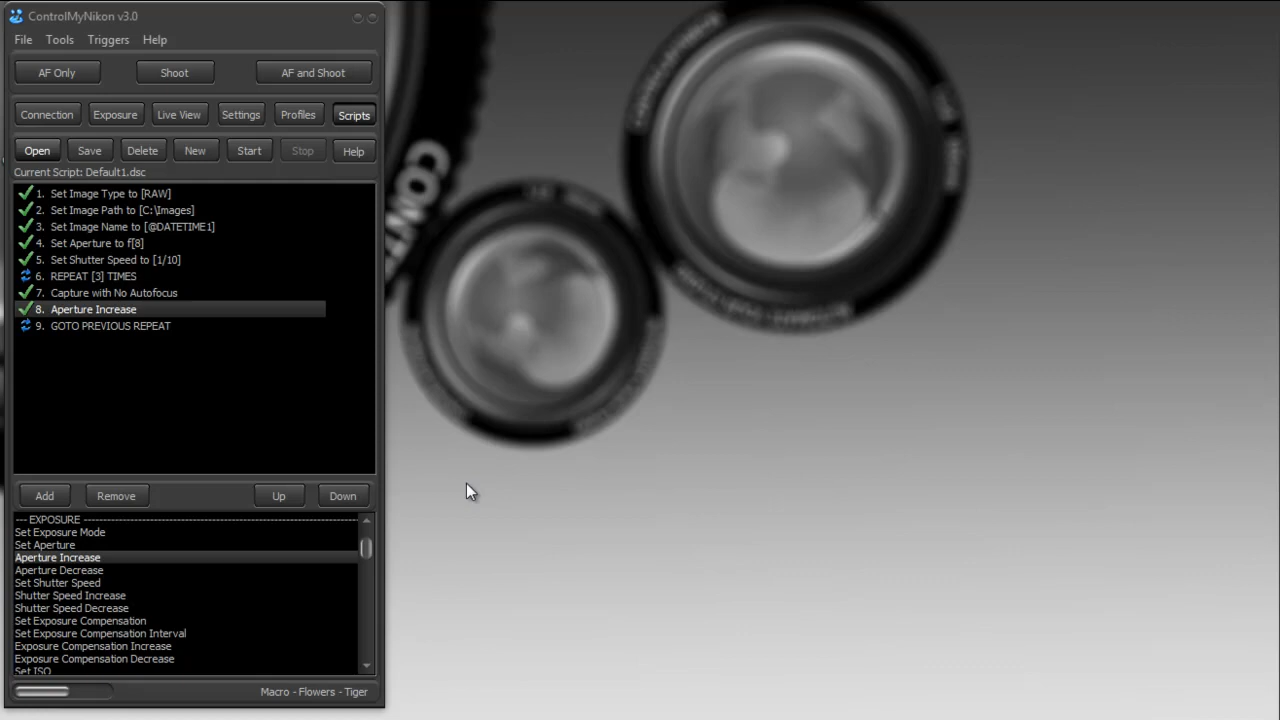 ControlMyNikon v3.0
File Tools Triggers Help
AF Only Shoot AF and Shoot
Connection Exposure Live View Settings Profiles Scripts
Open Save Delete New Start Stop Help
Current Script: Default1.dsc
1. Set Image Type to [RAW]
2. Set Image Path to [C:\Images]
3. Set Image Name to [@DATETIME1]
4. Set Aperture to f[8]
5. Set Shutter Speed to [1/10]
6. REPEAT [3] TIMES
7. Capture with No Autofocus
8. Aperture Increase
9. GOTO PREVIOUS REPEAT
Add Remove Up Down
--- EXPOSURE ---
Set Exposure Mode
Set Aperture
Aperture Increase
Aperture Decrease
Set Shutter Speed
Shutter Speed Increase
Shutter Speed Decrease
Set Exposure Compensation
Set Exposure Compensation Interval
Exposure Compensation Increase
Exposure Compensation Decrease
Set ISO
Macro - Flowers - Tiger
CONT